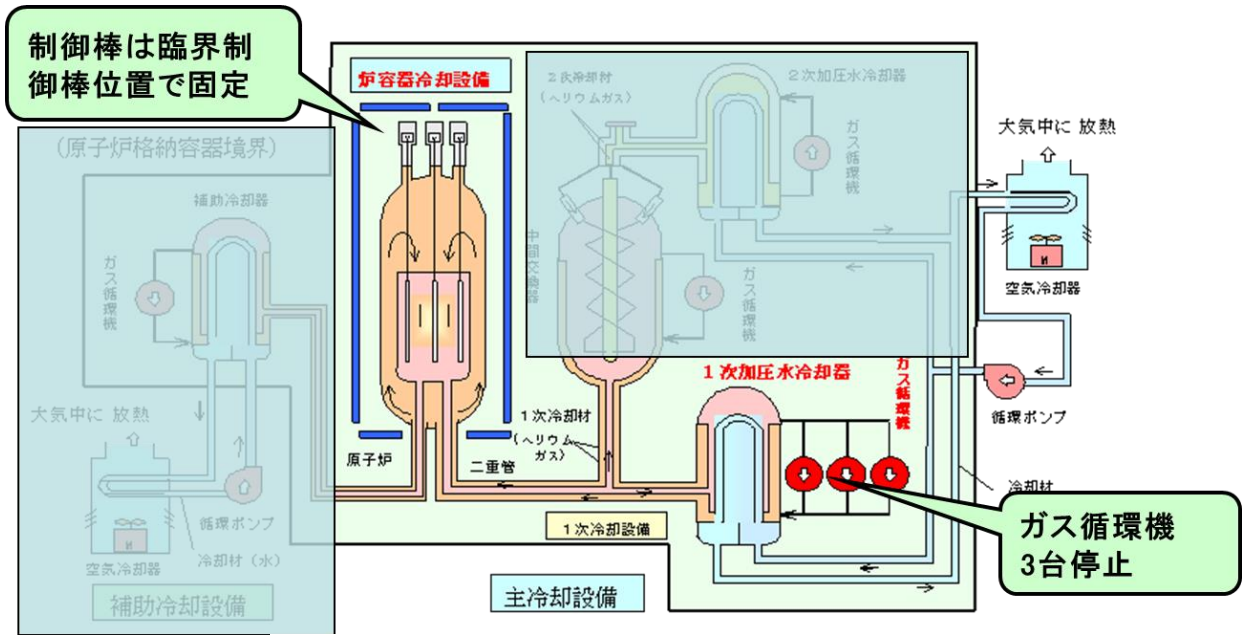 制御棒は臨界制
御棒位置で固定
炉容器冷却設備
2次冷却材
(ヘリウムガス)
2次加圧水冷却器
ガス循環機
大気中に 放熱
(原子炉格納容器境界)
補助冷却器
ガス循環機
中間交換器
ガス循環機
空気冷却器
1次加圧水冷却器
ガス循環機
循環ポンプ
大気中に 放熱
1次冷却材
(ヘリウム
ガス)
原子炉
二重管
冷却材
循環ポンプ
1次冷却設備
ガス循環機
3台停止
冷却材(水)
空気冷却器
補助冷却設備
主冷却設備